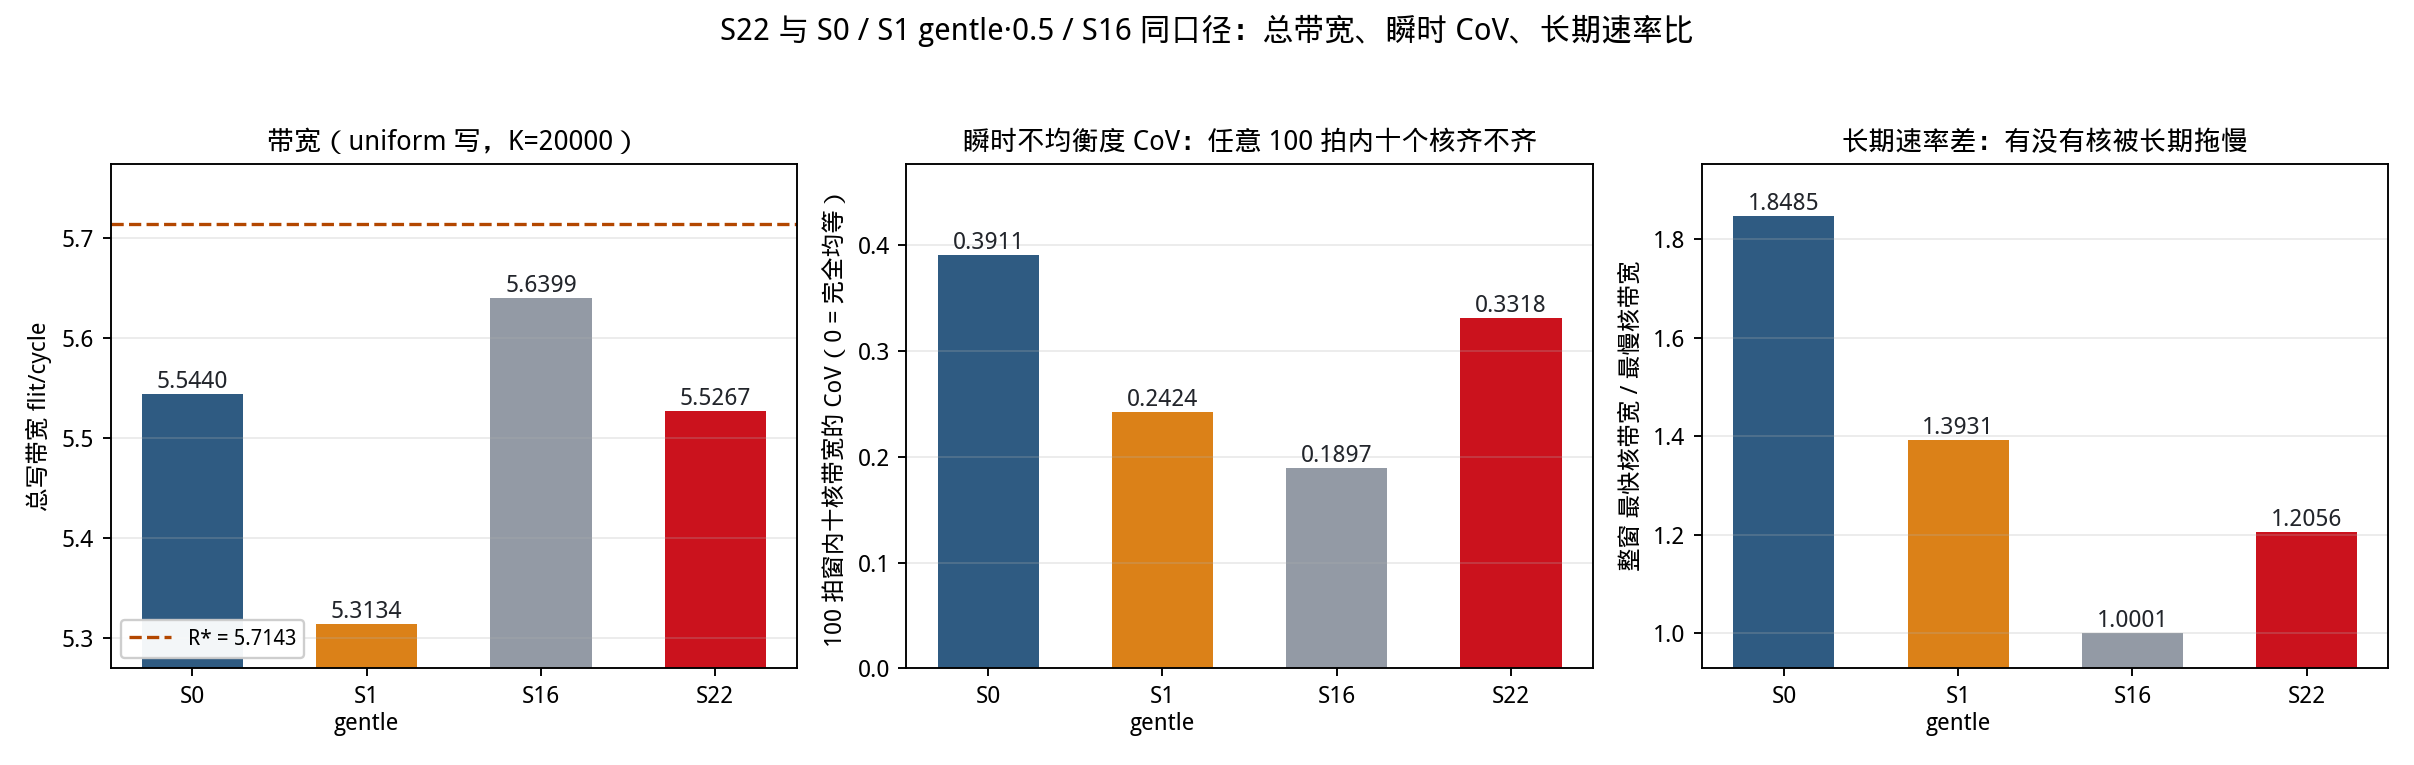 S22 与 S0 / S1 gentle·0.5 / S16 同口径：总带宽、瞬时 CoV、长期速率比
带宽（uniform 写，K=20000）
总写带宽 flit/cycle
5.7
5.6
5.5
5.4
5.3
5.5440
5.3134
5.6399
5.5267
R* = 5.7143
S0
S1
gentle
S16
S22
瞬时不均衡度 CoV：任意 100 拍内十个核齐不齐
100 拍窗内十核带宽的 CoV（0 = 完全均等）
0.4
0.3
0.2
0.1
0.0
0.3911
0.2424
0.1897
0.3318
S0
S1
gentle
S16
S22
长期速率差：有没有核被长期拖慢
整窗 最快核带宽 / 最慢核带宽
1.8
1.6
1.4
1.2
1.0
1.8485
1.3931
1.0001
1.2056
S0
S1
gentle
S16
S22